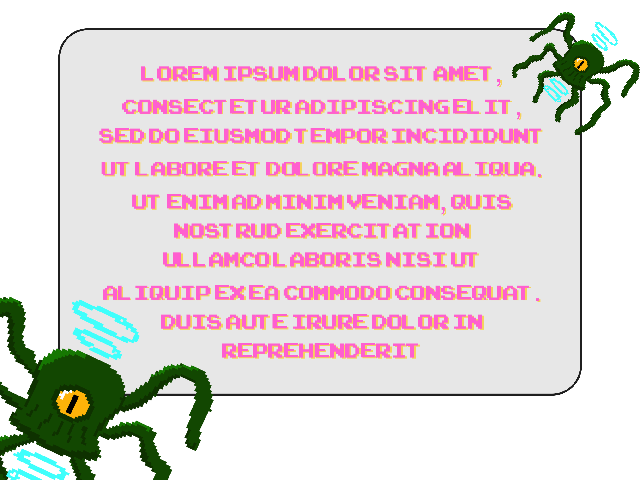 LOREM IPSUM DOLOR SIT AMET,
CONSECTETUR ADIPISCING ELIT,
SED DO EIUSMOD TEMPOR INCIDIDUNT
UT LABORE ET DOLORE MAGNA ALIQUA.
UT ENIM AD MINIM VENIAM, QUIS
NOSTRUD EXERCITATION
ULLAMCO LABORIS NISI UT
ALIQUIP EX EA COMMODO CONSEQUAT.
DUIS AUTE IRURE DOLOR IN
REPREHENDERIT